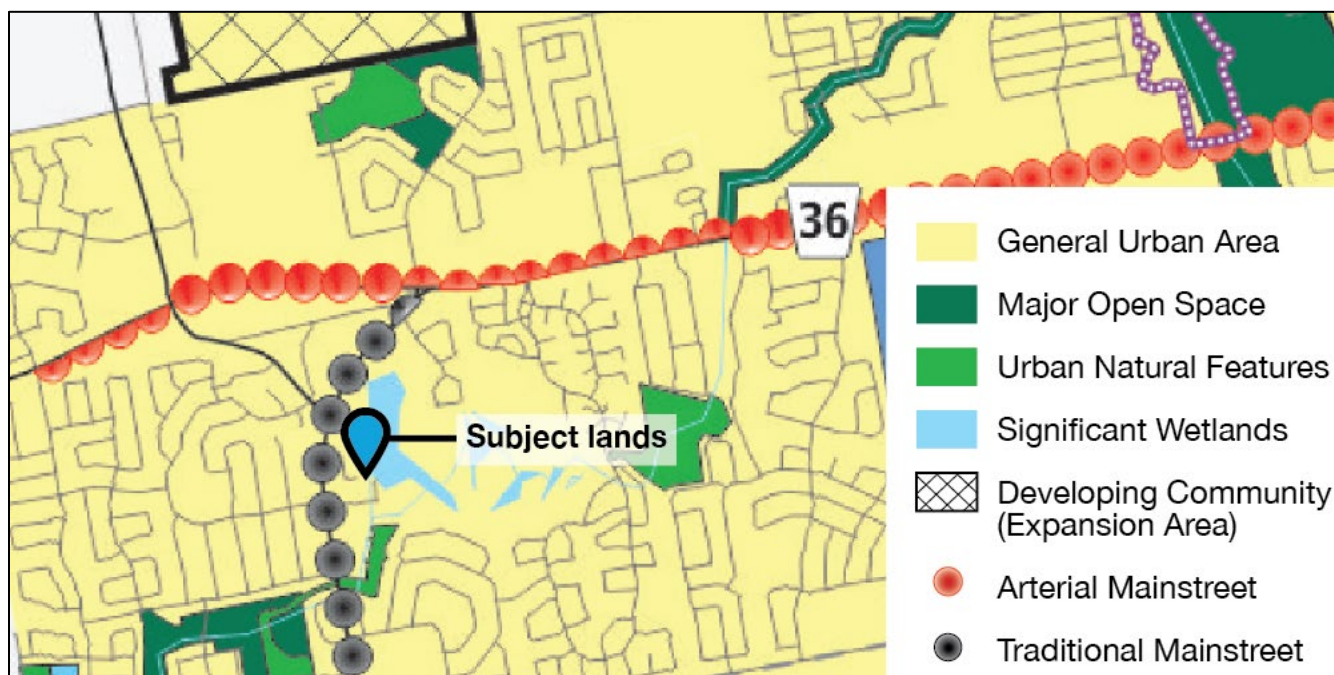 36
Subject lands
General Urban Area
Major Open Space
Urban Natural Features
Significant Wetlands
Developing Community
(Expansion Area)
Arterial Mainstreet
Traditional Mainstreet